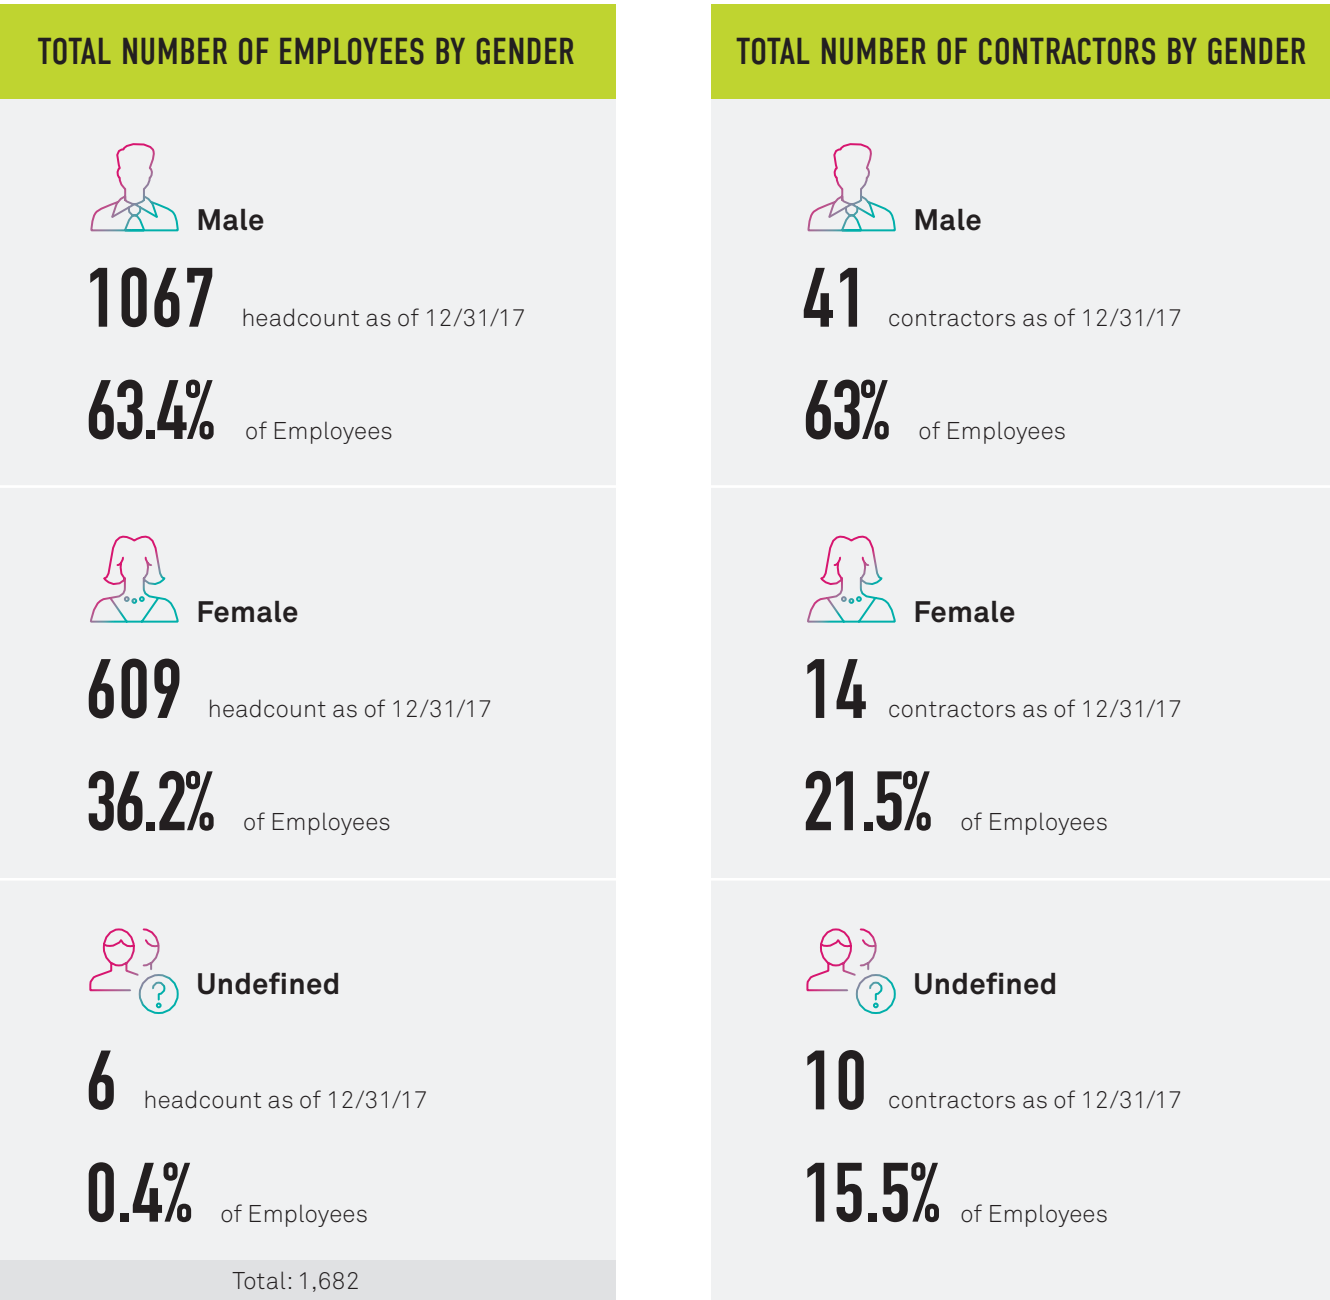 TOTAL NUMBER OF EMPLOYEES BY GENDER
Male
1067 headcount as of 12/31/17
63.4% of Employees
Female
609 headcount as of 12/31/17
36.2% of Employees
Undefined
6 headcount as of 12/31/17
0.4% of Employees
Total: 1,682
TOTAL NUMBER OF CONTRACTORS BY GENDER
Male
41 contractors as of 12/31/17
63% of Employees
Female
14 contractors as of 12/31/17
21.5% of Employees
Undefined
10 contractors as of 12/31/17
15.5% of Employees